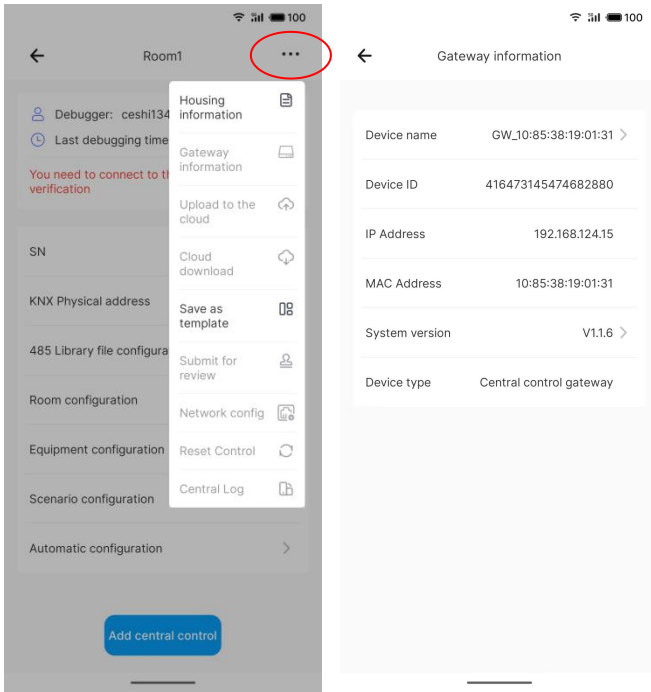 100
Room1
Debugger: ceshi134
Last debugging time
You need to connect to th
verification
SN
KNX Physical address
485 Library file configura
Room configuration
Equipment configuration
Scenario configuration
Automatic configuration
Add central control
Housing
information
Gateway
information
Upload to the
cloud
Cloud
download
Save as
template
Submit for
review
Network config
Reset Control
Central Log
100
Gateway information
Device name GW_10:85:38:19:01:31
Device ID 416473145474682880
IP Address 192.168.124.15
MAC Address 10:85:38:19:01:31
System version V1.1.6
Device type Central control gateway